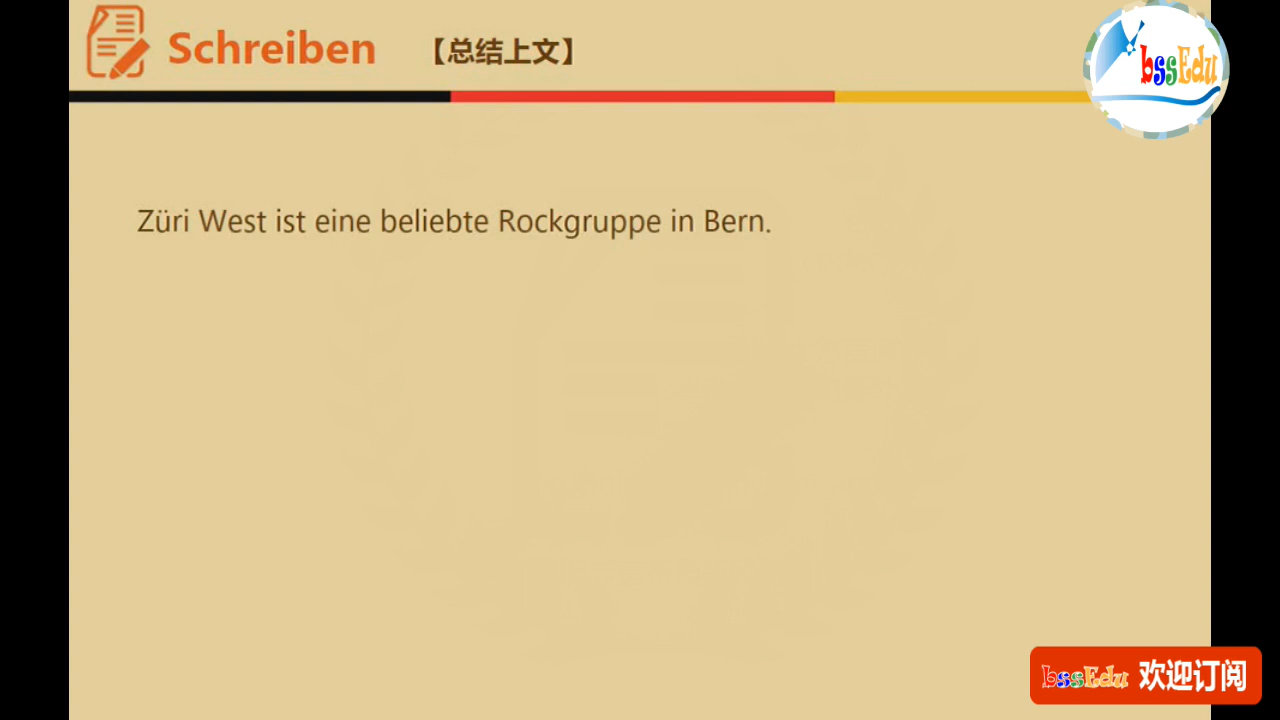 Schreiben 【总结上文】
bssEdu
Züri West ist eine beliebte Rockgruppe in Bern.
bssEdu 欢迎订阅